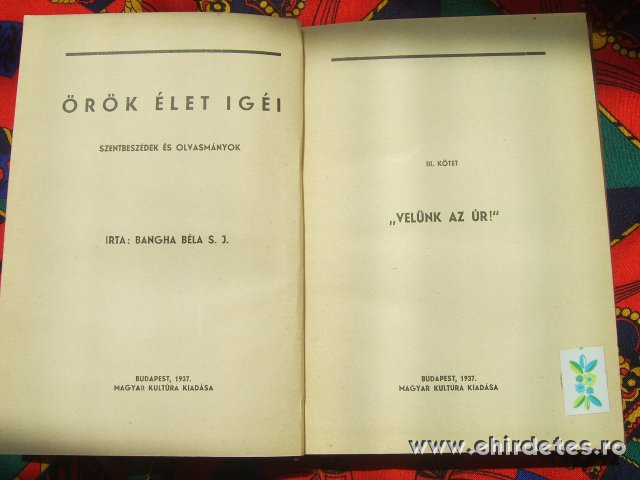 ÖRÖK ÉLET IGÉI
SZENTBESZÉDEK ÉS OLVASMÁNYOK
IRTA: BANGHA BÉLA S. J.
BUDAPEST, 1937.
MAGYAR KULTÚRA KIADÁSA
III. KÖTET
„VELÜNK AZ ÚR!"
BUDAPEST, 1937.
MAGYAR KULTÚRA KIADÁSA
www.ehirdetes.ro